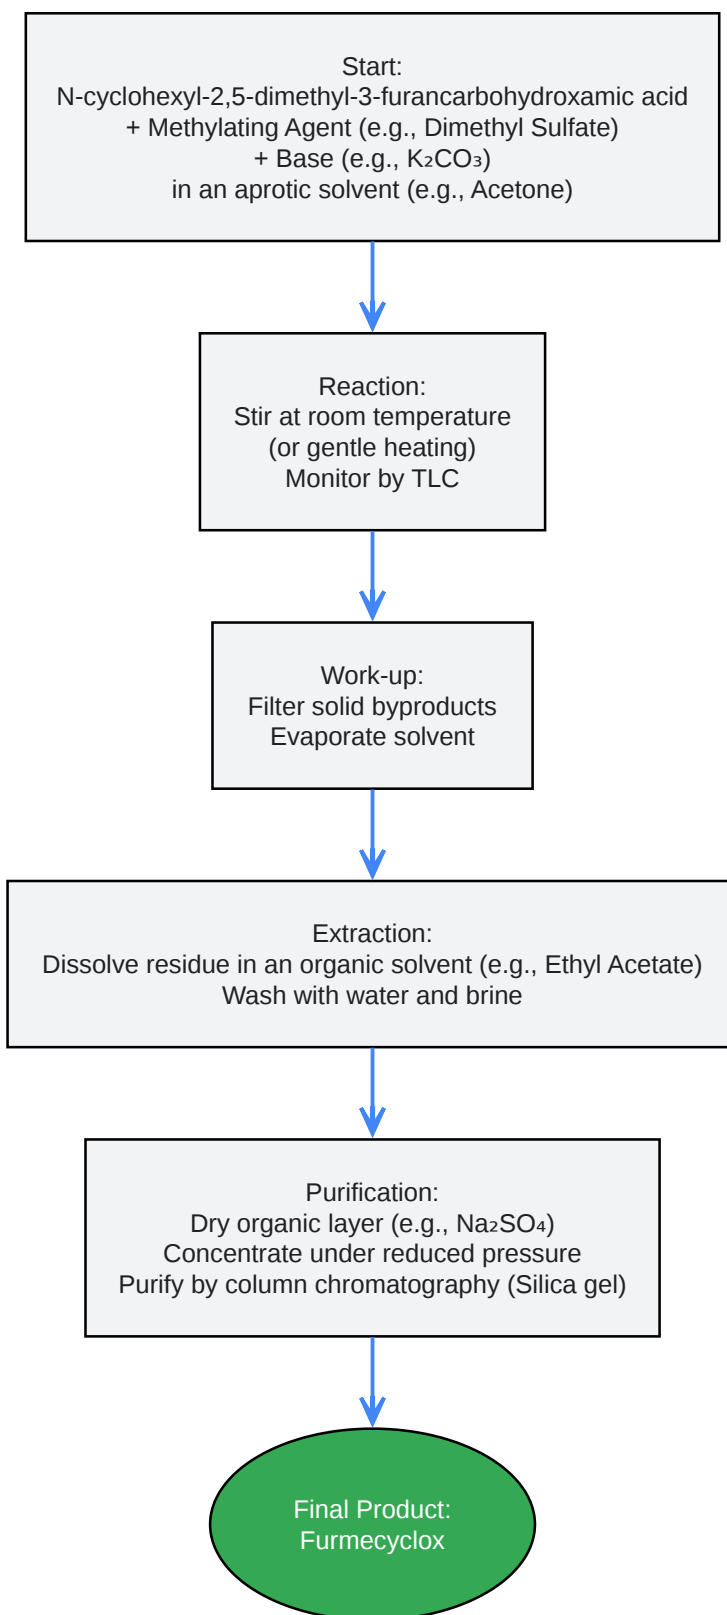 Start:
N-cyclohexyl-2,5-dimethyl-3-furancarbohydroxamic acid
+ Methylating Agent (e.g., Dimethyl Sulfate)
+ Base (e.g., K₂CO₃)
in an aprotic solvent (e.g., Acetone)
Reaction:
Stir at room temperature
(or gentle heating)
Monitor by TLC
Work-up:
Filter solid byproducts
Evaporate solvent
Extraction:
Dissolve residue in an organic solvent (e.g., Ethyl Acetate)
Wash with water and brine
Purification:
Dry organic layer (e.g., Na₂SO₄)
Concentrate under reduced pressure
Purify by column chromatography (Silica gel)
Final Product:
Furmecyclox